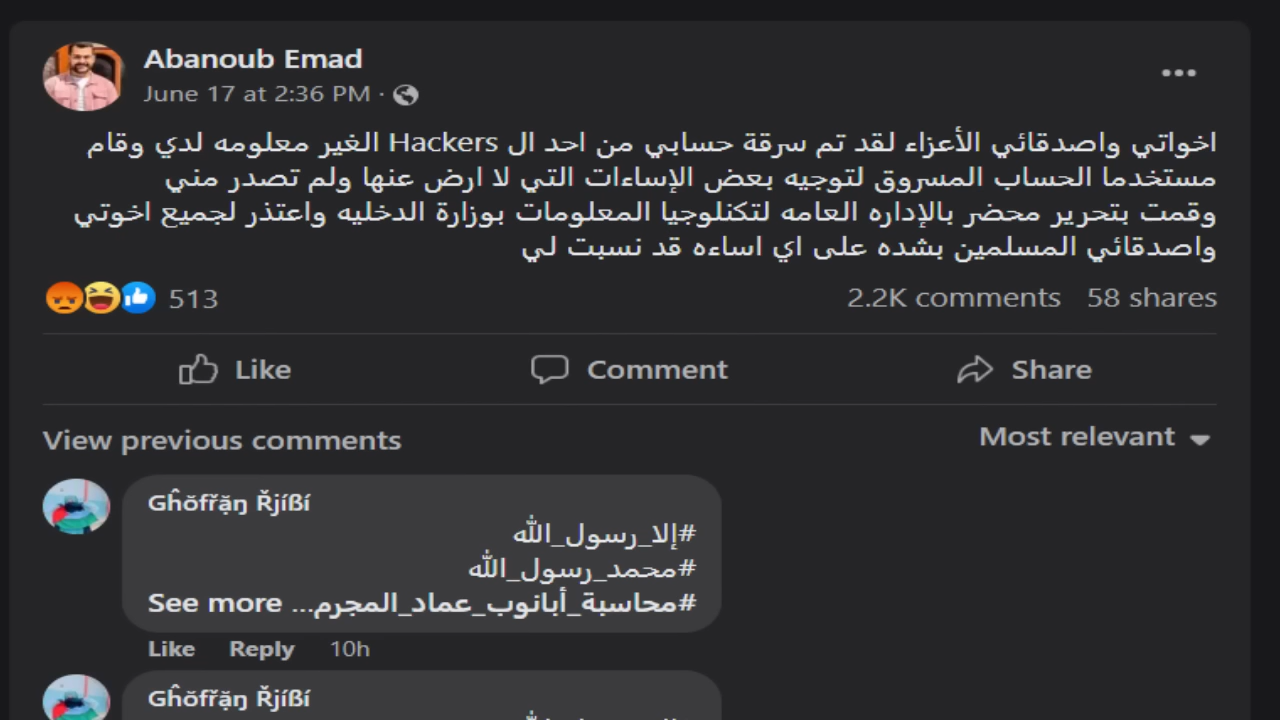 Abanoub Emad
June 17 at 2:36 PM ·
اخواتي واصدقائي الأعزاء لقد تم سرقة حسابي من احد ال Hackers الغير معلومه لدي وقام
مستخدما الحساب المسروق لتوجيه بعض الإساءات التي لا ارض عنها ولم تصدر مني
وقمت بتحرير محضر بالإداره العامه لتكنلوجيا المعلومات بوزارة الدخليه واعتذر لجميع اخوتي
واصدقائي المسلمين بشده على اي اساءه قد نسبت لي
513
2.2K comments 58 shares
Like Comment Share
View previous comments
Most relevant
Gĥŏffặŋ Řjíßí
#إلا_رسول_الله
#محمد_رسول_الله
#محاسبة_أبانوب_عماد_المجرم... See more
Like Reply 10h
Gĥŏffặŋ Řjíßí